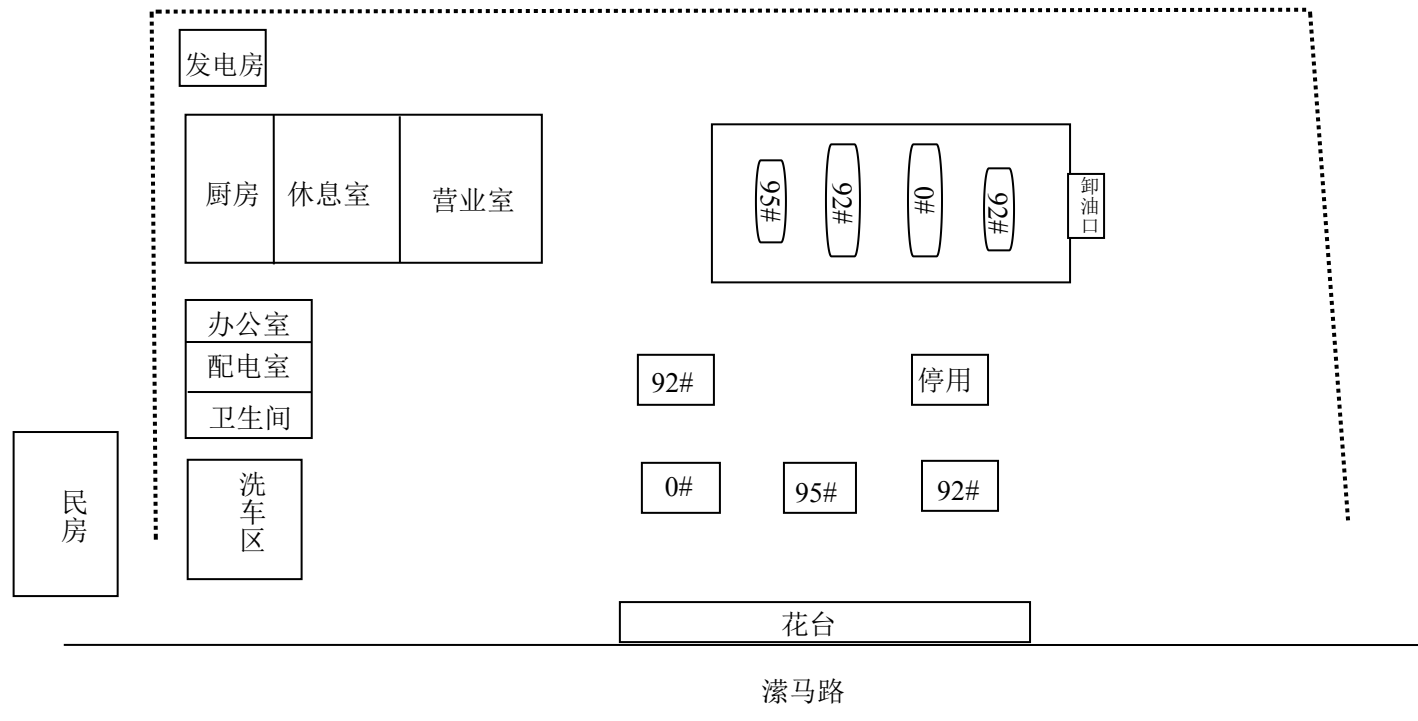 发电房
厨房
休息室
营业室
95#
92#
0#
92#
卸油口
办公室
配电室
卫生间
92#
停用
洗车区
0#
95#
92#
民房
花台
潆马路